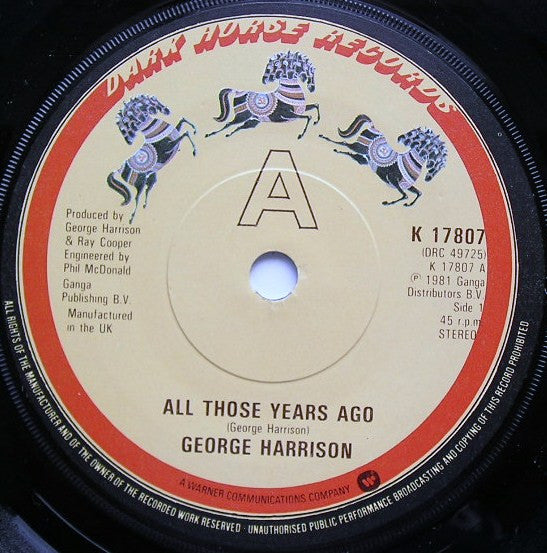 DARK HORSE RECORDS
A
Produced by
George Harrison
& Ray Cooper
Engineered by
Phil McDonald
Ganga
Publishing B.V.
Manufactured
in the UK
K 17807
(DRC 49725)
K 17807 A
℗ 1981 Ganga
Distributors B.V.
Side 1
45 r.p.m
STEREO
ALL THOSE YEARS AGO
(George Harrison)
GEORGE HARRISON
A WARNER COMMUNICATIONS COMPANY
ALL RIGHTS OF THE MANUFACTURER AND OF THE OWNER OF THE RECORDED WORK RESERVED · UNAUTHORISED PUBLIC PERFORMANCE BROADCASTING AND COPYING OF THIS RECORD PROHIBITED